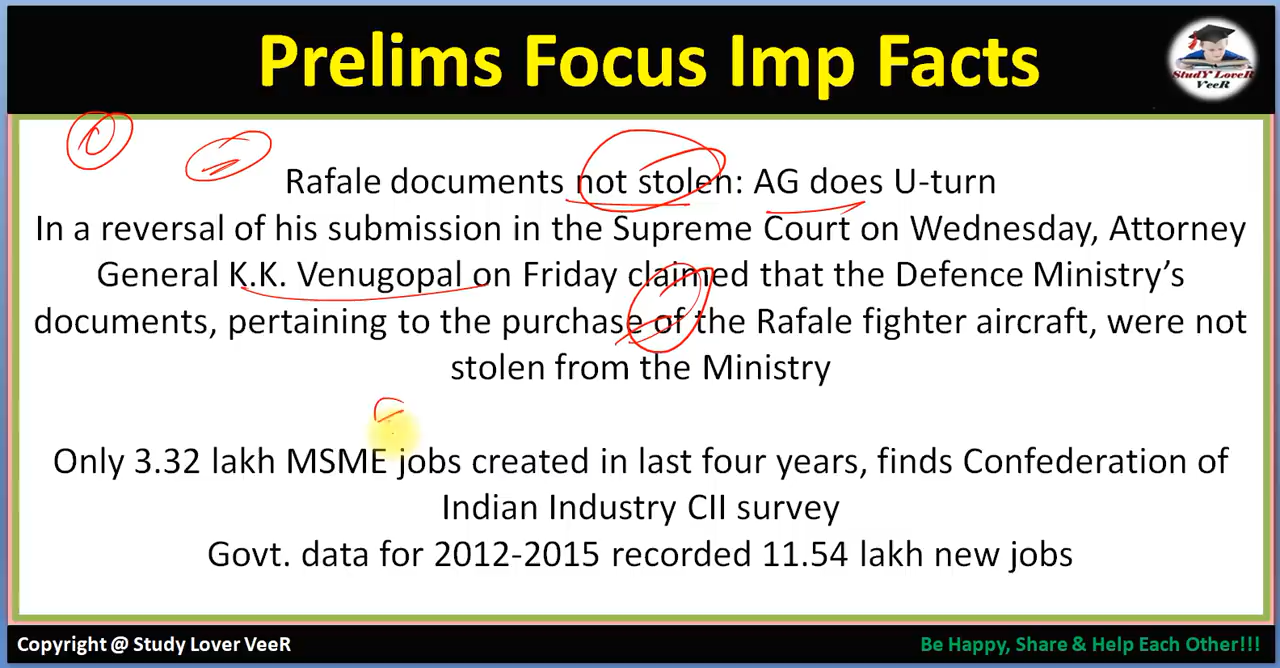 Prelims Focus Imp Facts
StudY LoveR
VeeR
Rafale documents not stolen: AG does U-turn
In a reversal of his submission in the Supreme Court on Wednesday, Attorney
General K.K. Venugopal on Friday claimed that the Defence Ministry’s
documents, pertaining to the purchase of the Rafale fighter aircraft, were not
stolen from the Ministry
Only 3.32 lakh MSME jobs created in last four years, finds Confederation of
Indian Industry CII survey
Govt. data for 2012-2015 recorded 11.54 lakh new jobs
Copyright @ Study Lover VeeR
Be Happy, Share & Help Each Other!!!